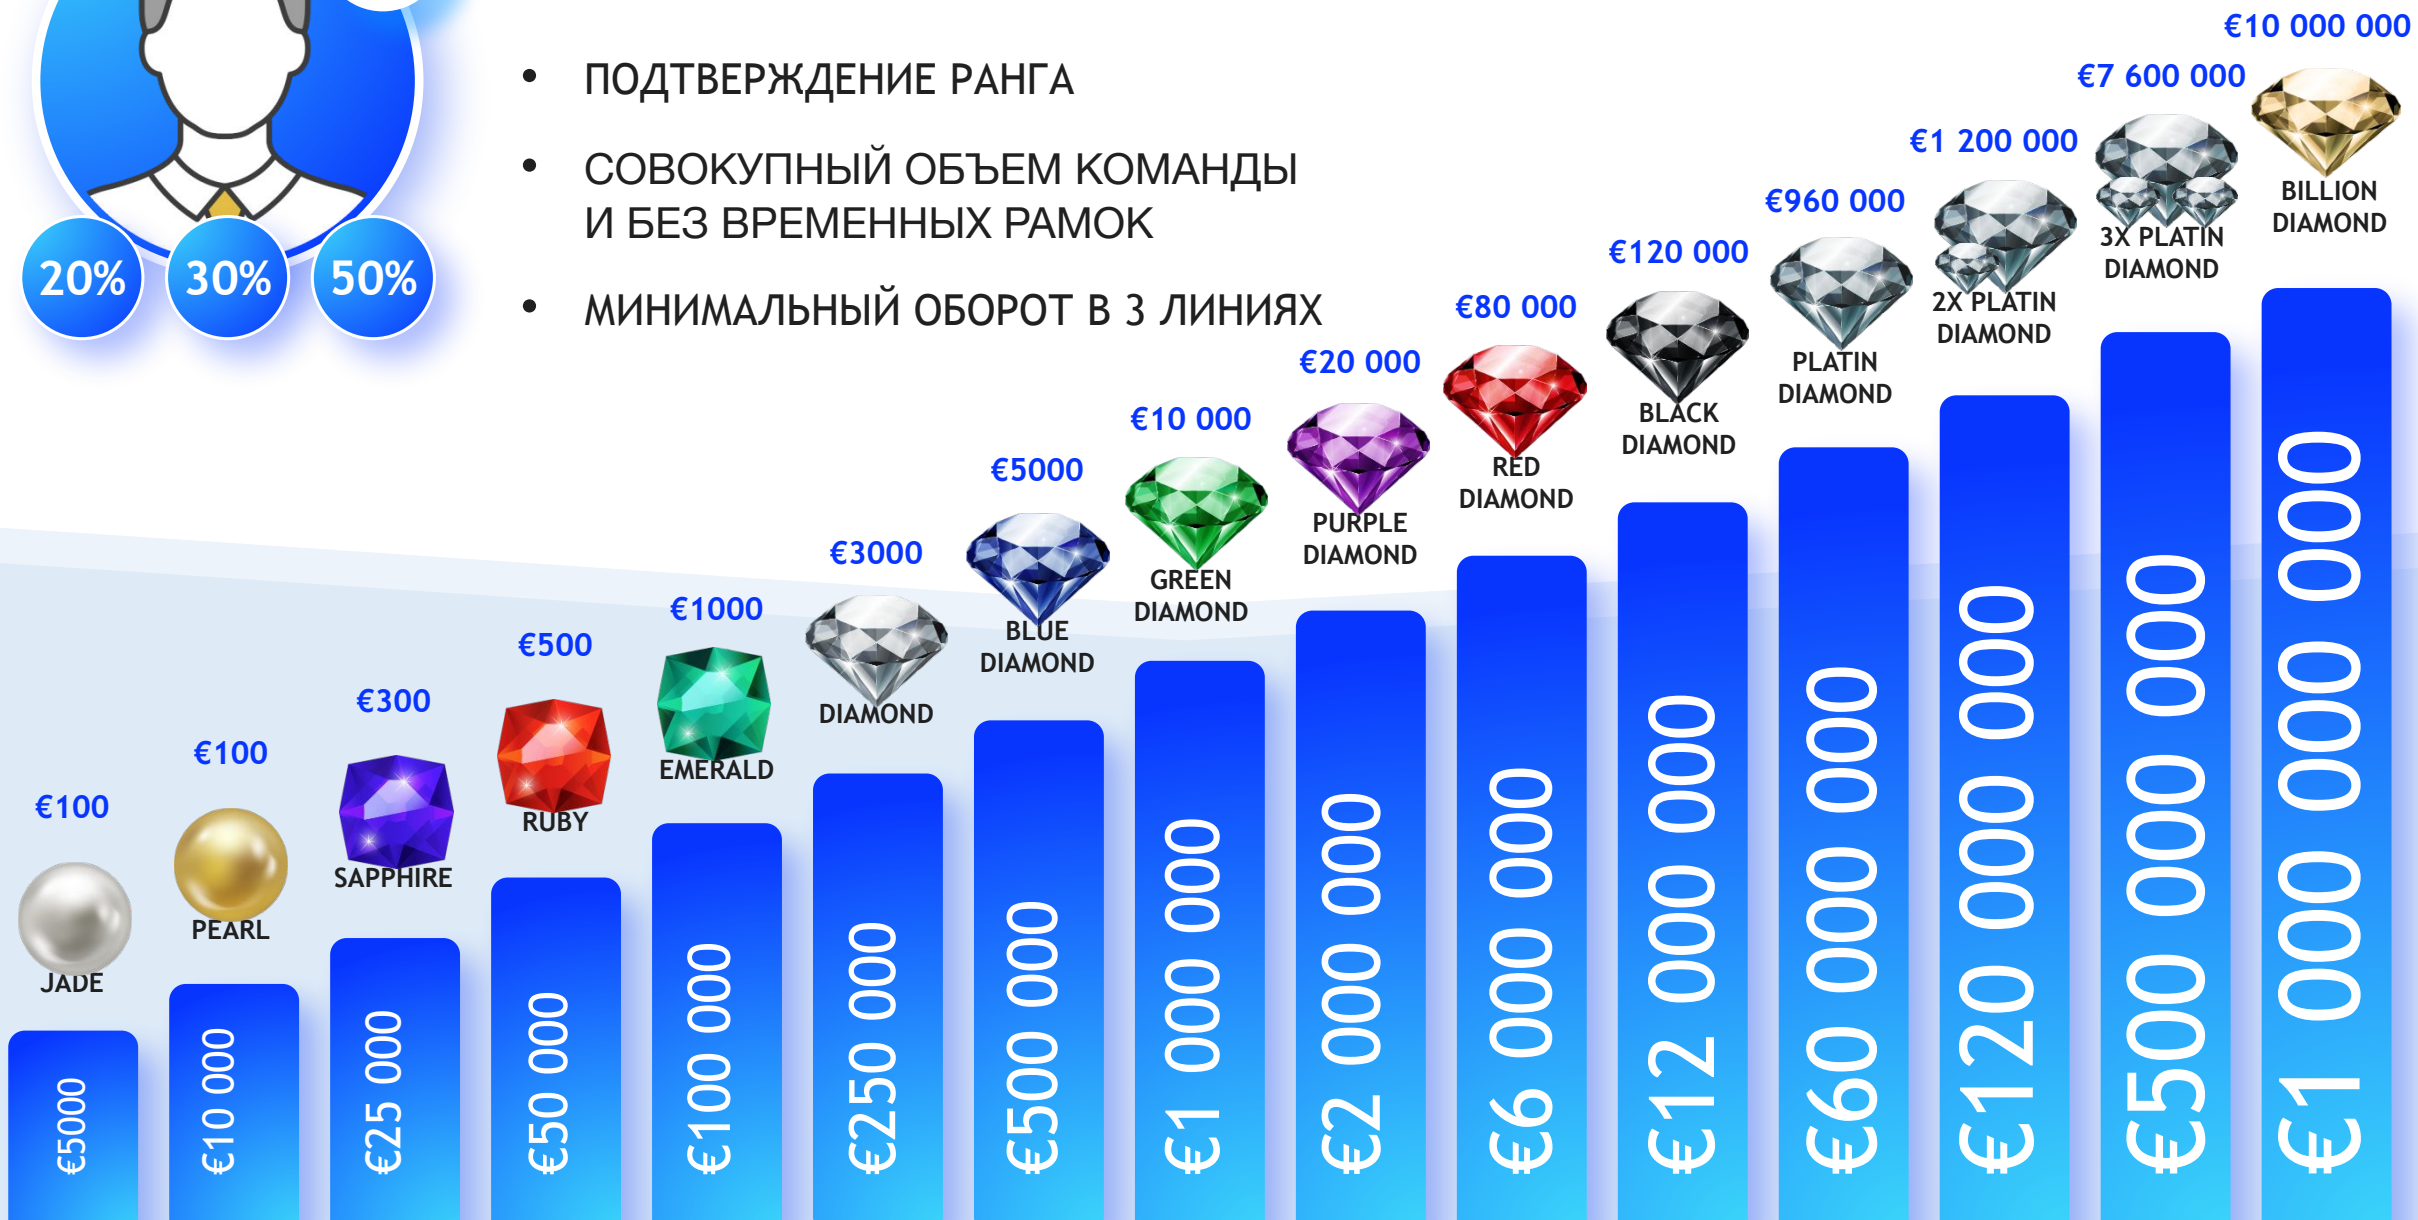 20%
30%
50%
• ПОДТВЕРЖДЕНИЕ РАНГА
• СОВОКУПНЫЙ ОБЪЕМ КОМАНДЫ
И БЕЗ ВРЕМЕННЫХ РАМОК
• МИНИМАЛЬНЫЙ ОБОРОТ В 3 ЛИНИЯХ
€100
JADE
€5000
€100
PEARL
€10 000
€300
SAPPHIRE
€25 000
€500
RUBY
€50 000
€1000
EMERALD
€100 000
€3000
DIAMOND
€250 000
€5000
BLUE
DIAMOND
€500 000
€10 000
GREEN
DIAMOND
€1 000 000
€20 000
PURPLE
DIAMOND
€2 000 000
€80 000
RED
DIAMOND
€6 000 000
€120 000
BLACK
DIAMOND
€12 000 000
€960 000
PLATIN
DIAMOND
€60 000 000
€1 200 000
2X PLATIN
DIAMOND
€120 000 000
€7 600 000
3X PLATIN
DIAMOND
€500 000 000
€10 000 000
BILLION
DIAMOND
€1 000 000 000